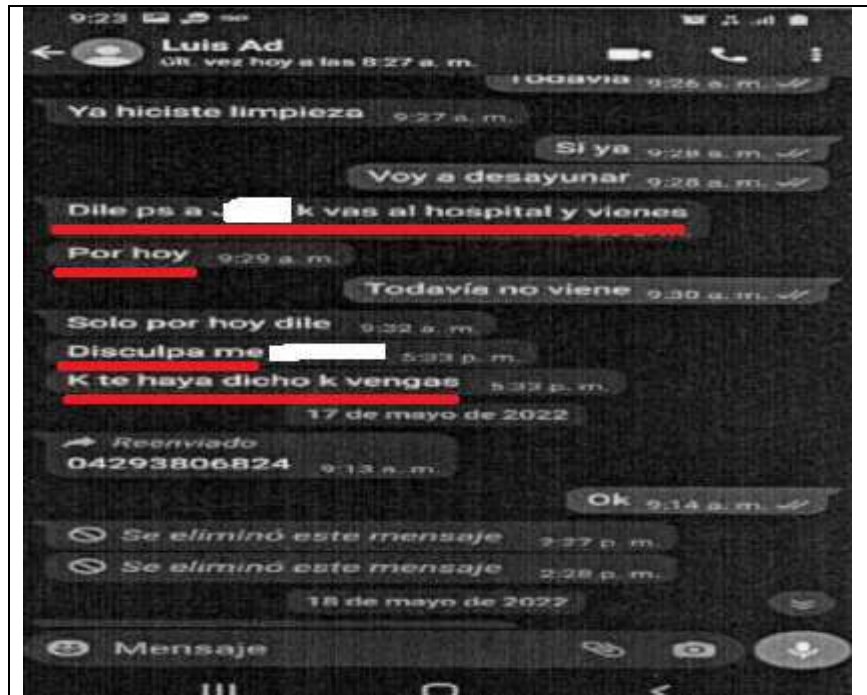 9:23
Luis Ad
últ. vez hoy a las 8:27 a. m.
Todavía 9:26 a. m.
Ya hiciste limpieza 9:27 a. m.
Si ya 9:28 a. m.
Voy a desayunar 9:28 a. m.
Dile ps a k vas al hospital y vienes
Por hoy 9:29 a. m.
Todavía no viene 9:30 a. m.
Solo por hoy dile 9:32 a. m.
Disculpa me 5:33 p. m.
K te haya dicho k vengas 5:33 p. m.
17 de mayo de 2022
Reenviado
04293806824 9:13 a. m.
Ok 9:14 a. m.
Se eliminó este mensaje p. m.
Se eliminó este mensaje 2:28 p. m.
18 de mayo de 2022
Mensaje